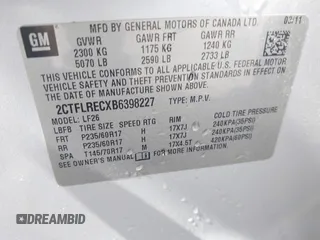 GM
MFD BY GENERAL MOTORS OF CANADA LTD.
02/11
GVWR GAWR FRT GAWR RR
2300 KG 1175 KG 1240 KG
5070 LB 2590 LB 2733 LB
THIS VEHICLE CONFORMS TO ALL APPLICABLE
U.S. FEDERAL MOTOR VEHICLE SAFETY AND
THEFT PREVENTION STANDARDS IN EFFECT ON THE
DATE OF MANUFACTURE SHOWN ABOVE.
2CTFLRECXB6398227 TYPE: M.P.V.
MODEL: LF26
LBFB TIRE SIZE SPEED RTG RIM COLD TIRE PRESSURE
FRT P235/60R17 H 17X7J 240KPA(35PSI)
RR P235/60R17 H 17X7J 240KPA(35PSI)
SPA T145/70R17 M 17X4.5T 420KPA(60PSI)
SEE OWNER'S MANUAL
DREAMBID